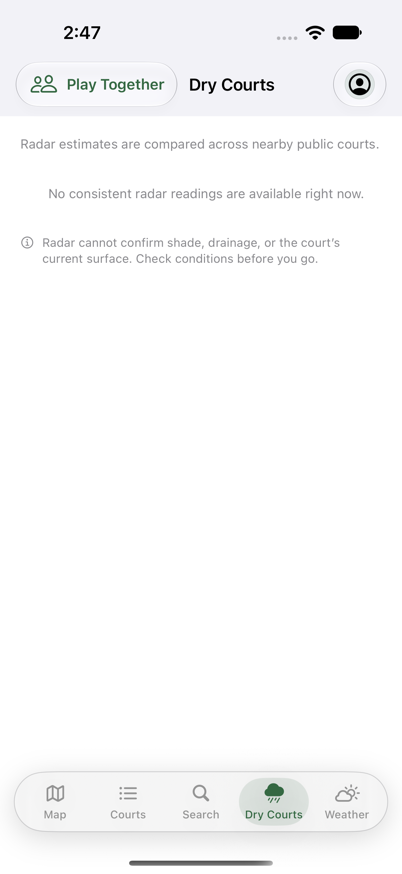 2:47
Play Together
Dry Courts
Radar estimates are compared across nearby public courts.
No consistent radar readings are available right now.
Radar cannot confirm shade, drainage, or the court's
current surface. Check conditions before you go.
Map
Courts
Search
Dry Courts
Weather